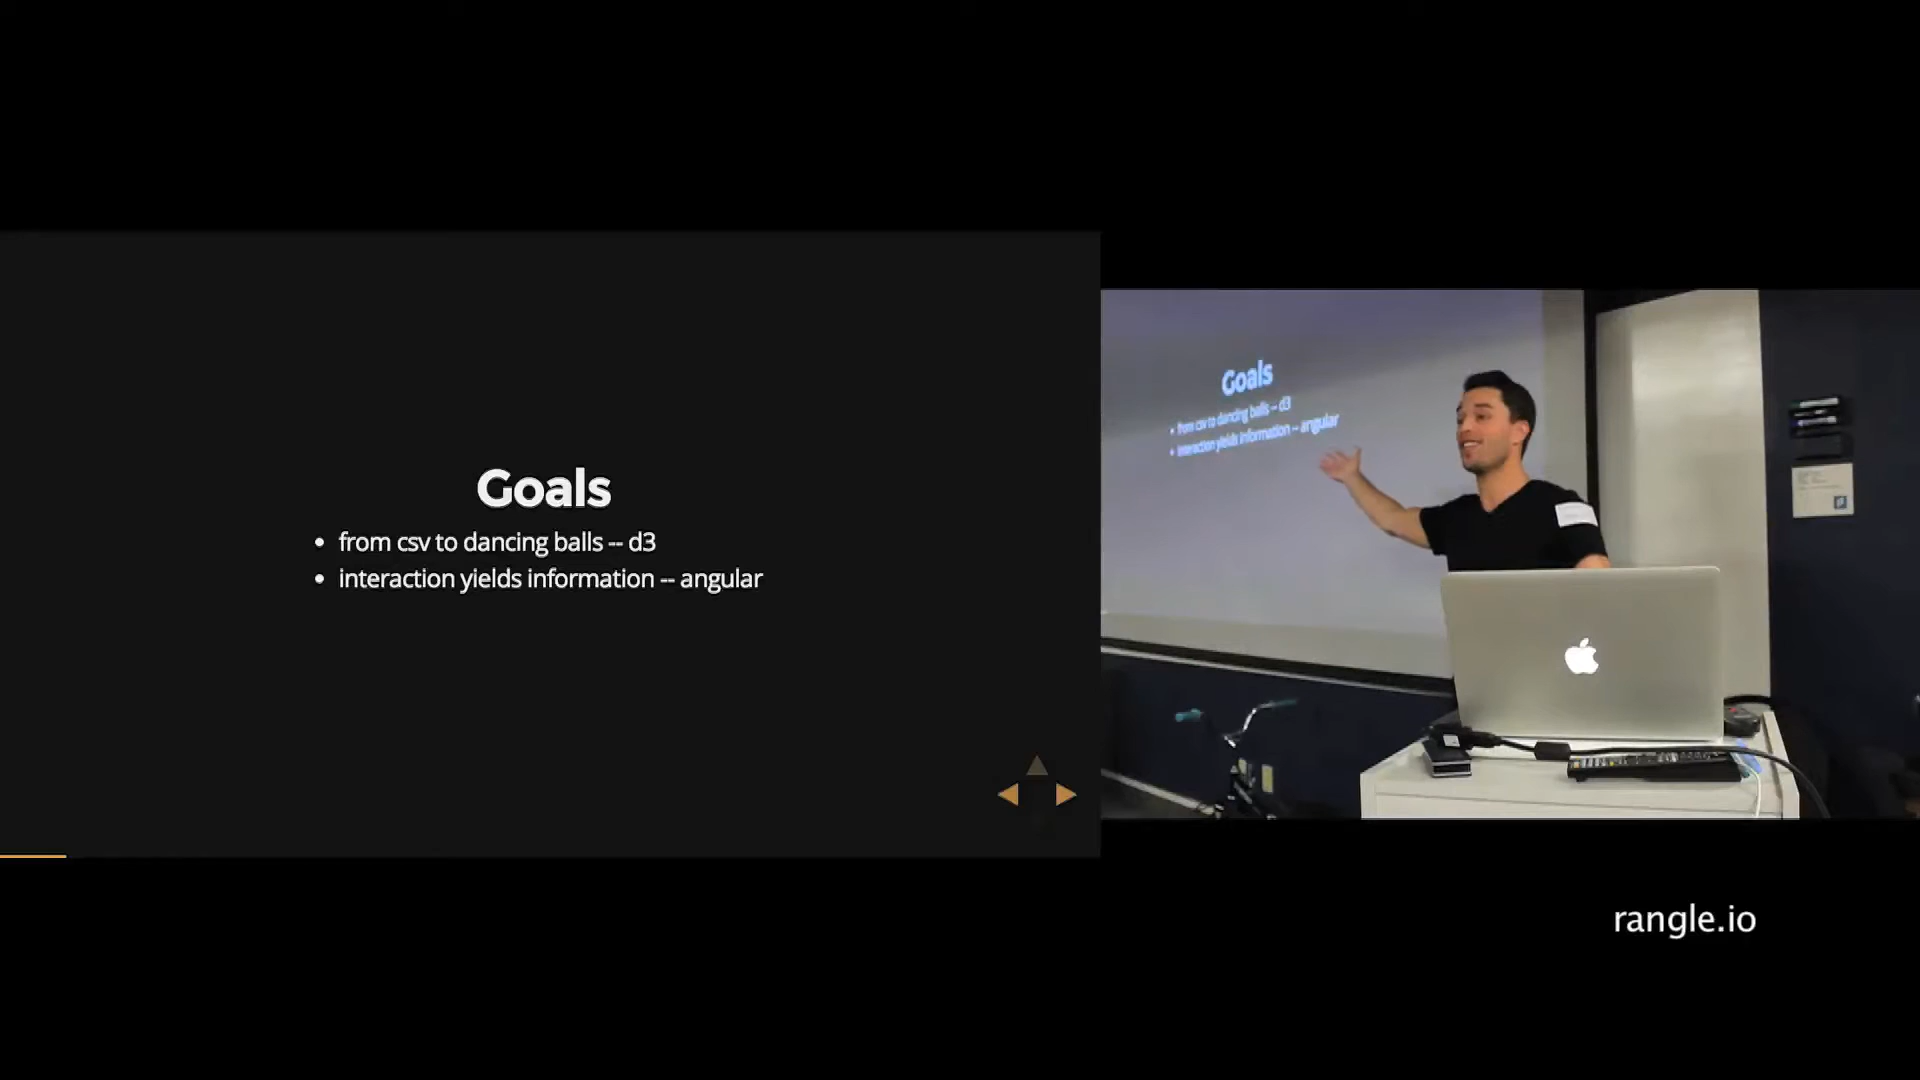 Goals
from csv to dancing balls -- d3
interaction yields information -- angular
Goals
from csv to dancing balls -- d3
interaction yields information -- angular
rangle.io